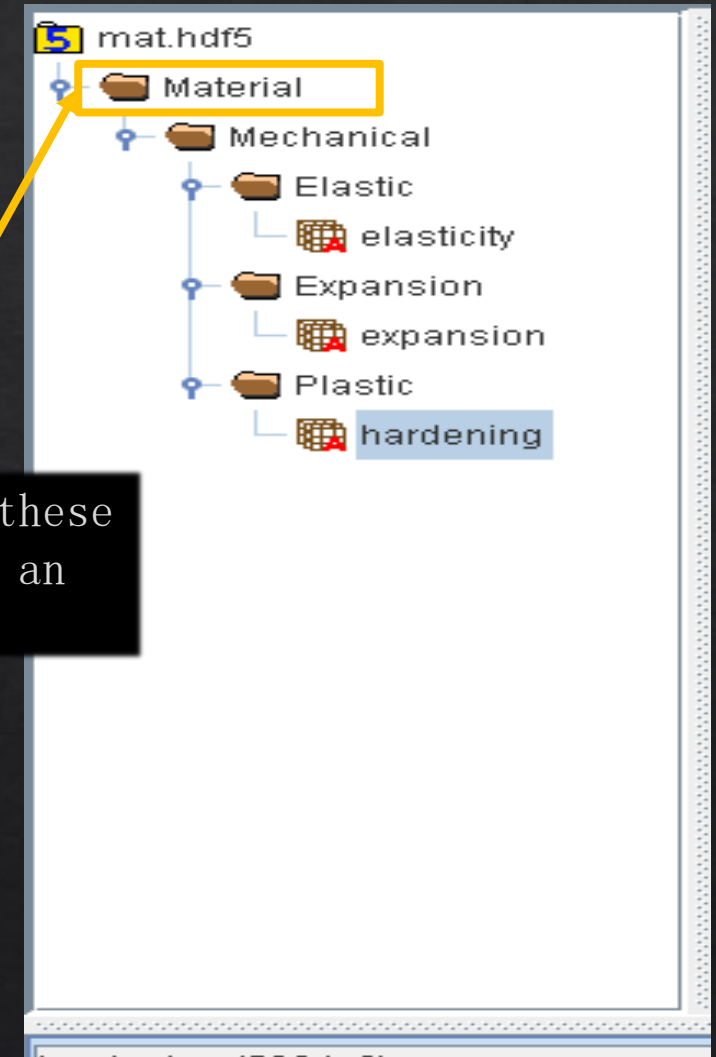 mat.hdf5
Material
Mechanical
Elastic
elasticity
Expansion
expansion
Plastic
hardening
these
an